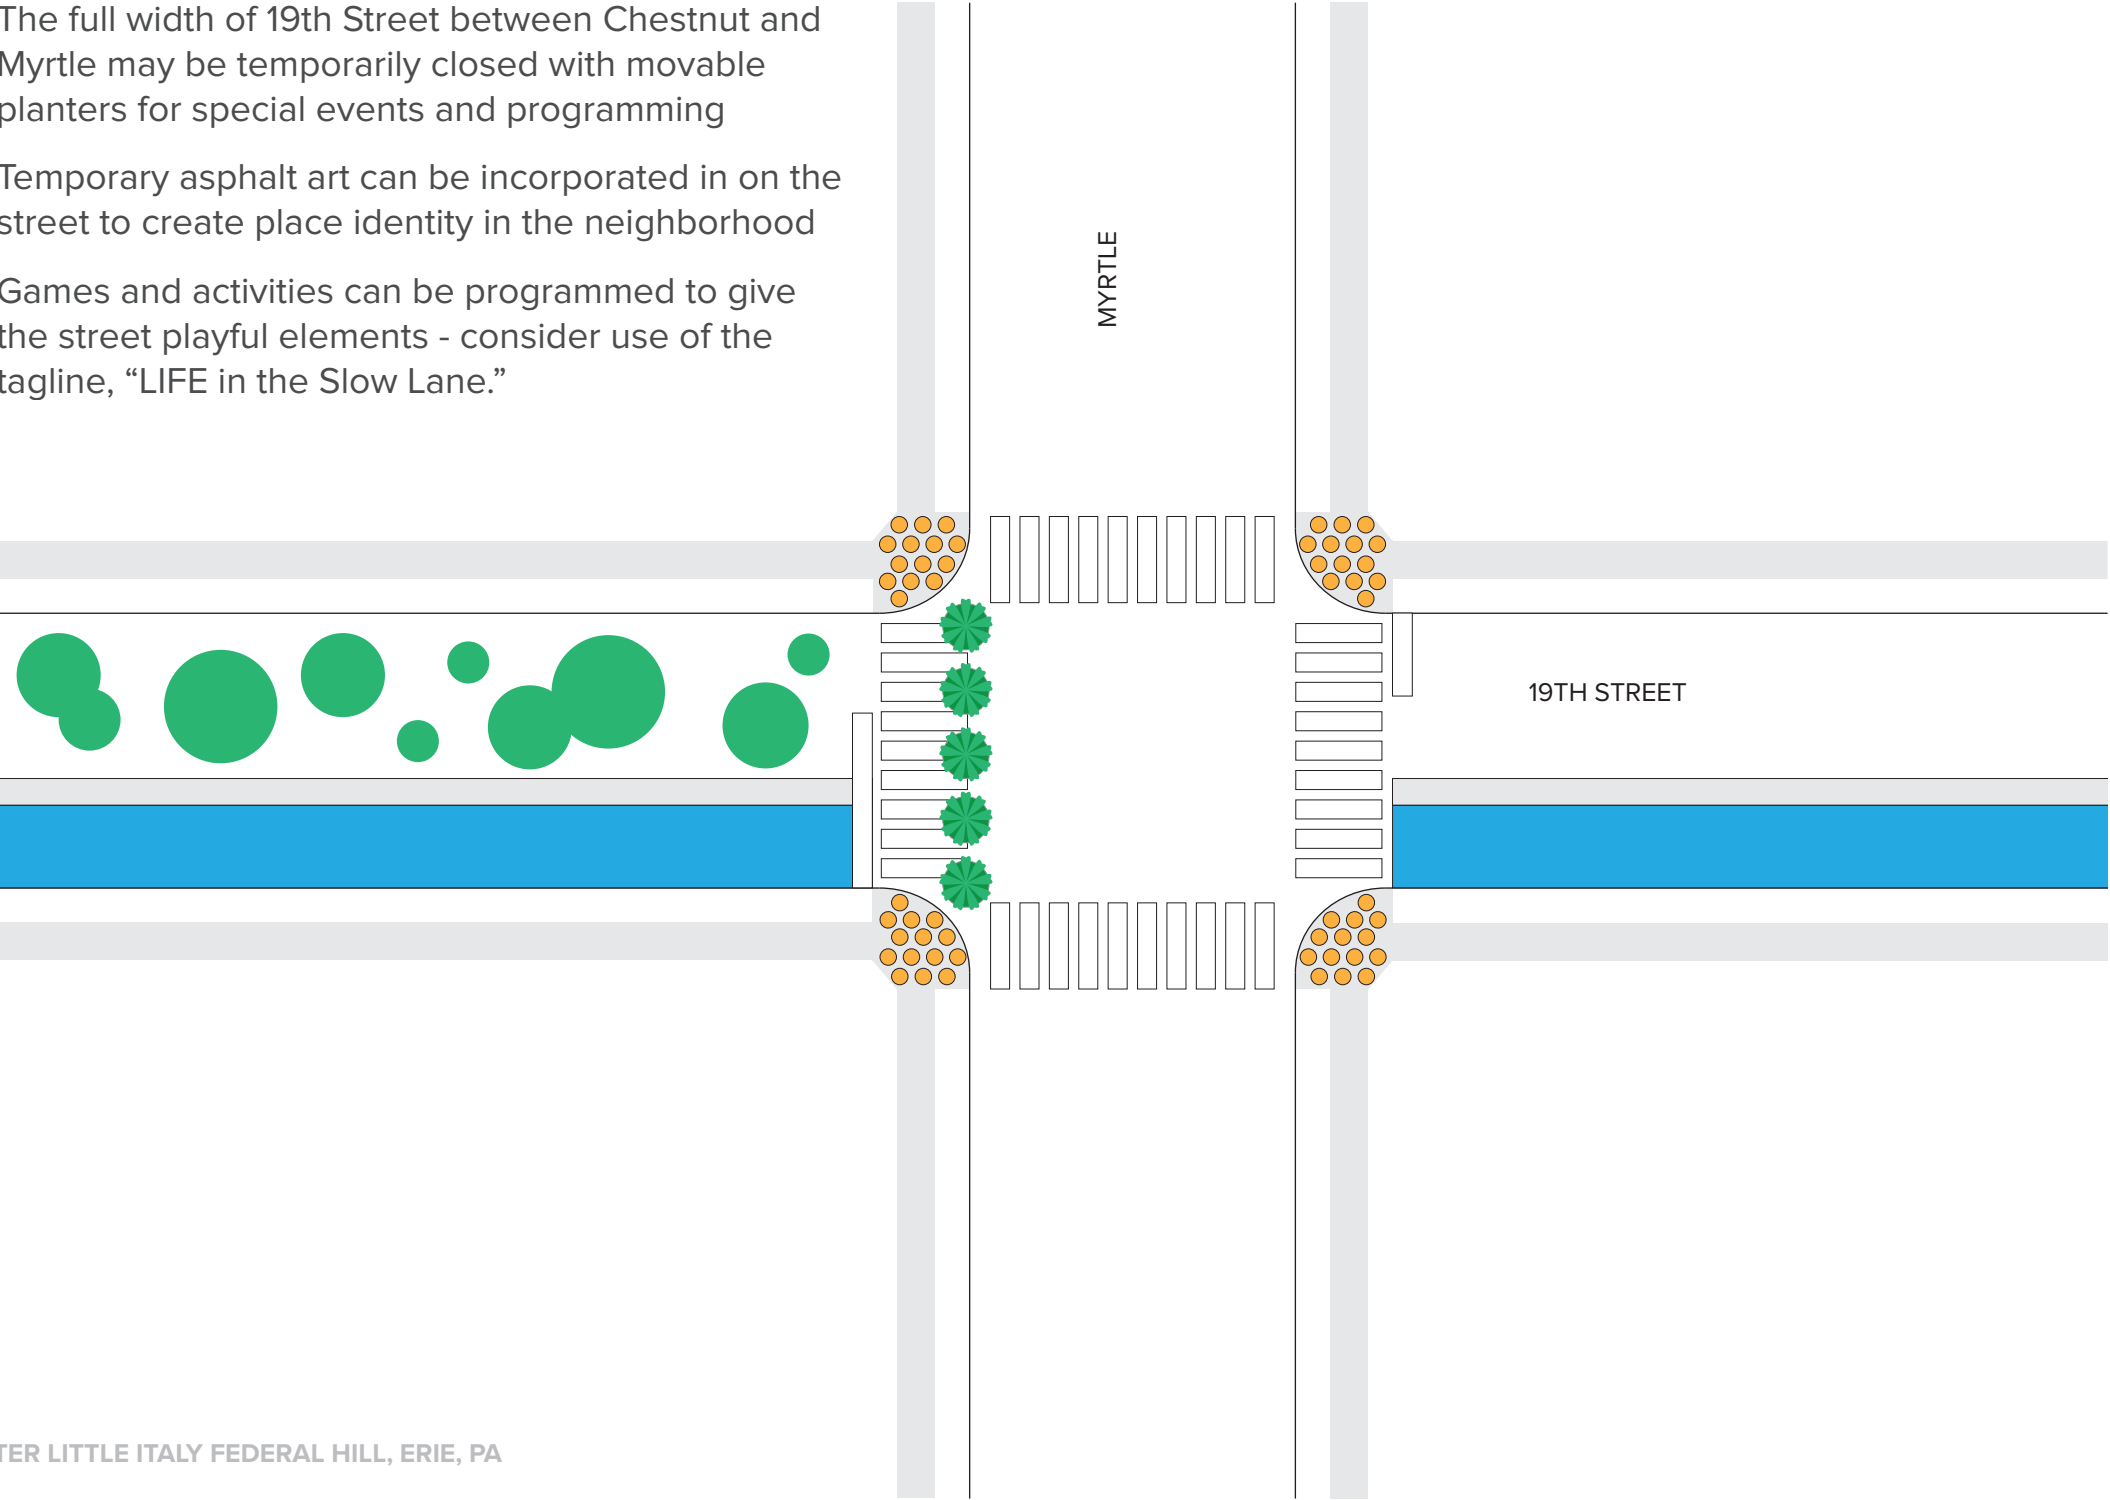 The full width of 19th Street between Chestnut and
Myrtle may be temporarily closed with movable
planters for special events and programming
Temporary asphalt art can be incorporated in on the
street to create place identity in the neighborhood
Games and activities can be programmed to give
the street playful elements - consider use of the
tagline, “LIFE in the Slow Lane.”
MYRTLE
19TH STREET
TER LITTLE ITALY FEDERAL HILL, ERIE, PA